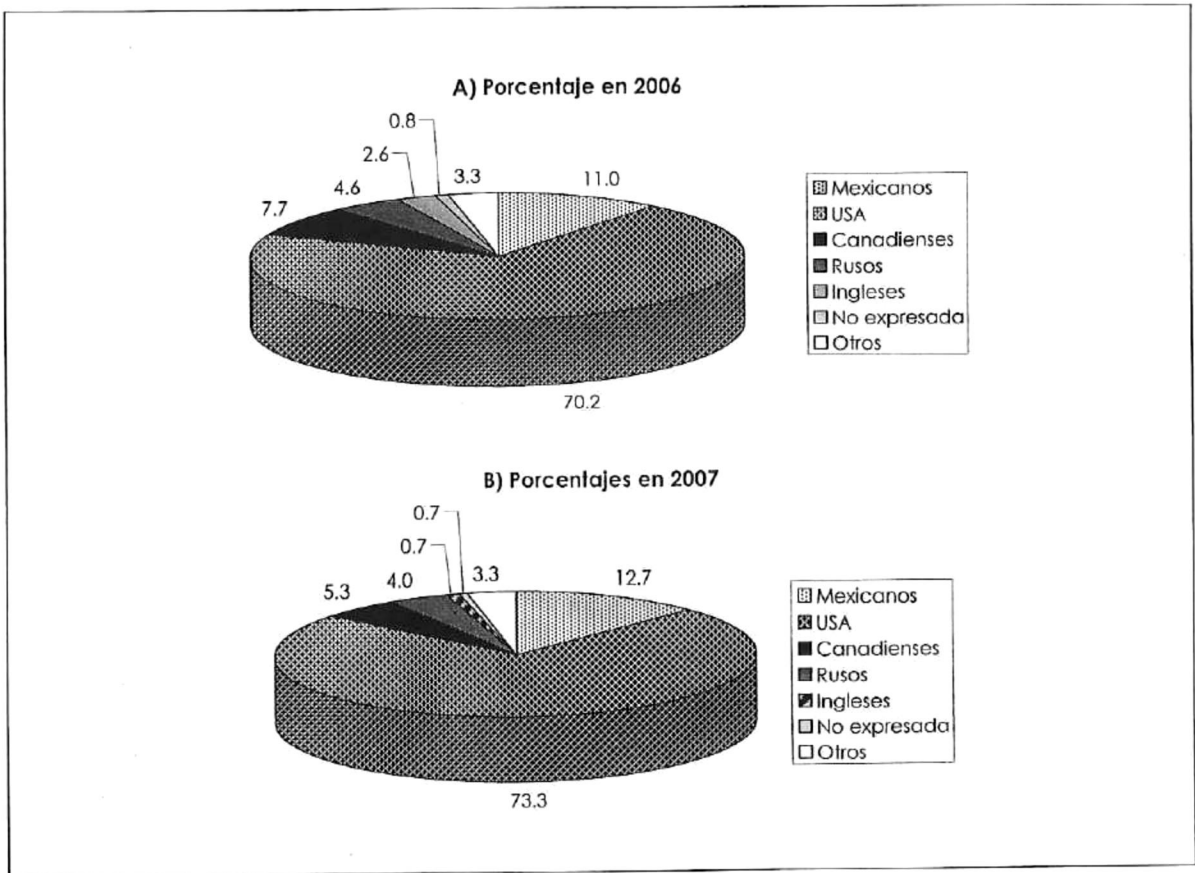 A) Porcentaje en 2006
0.8
2.6
3.3
11.0
4.6
7.7
70.2
Mexicanos
USA
Canadienses
Rusos
Ingleses
No expresada
Otros
B) Porcentajes en 2007
0.7
0.7
3.3
12.7
4.0
5.3
73.3
Mexicanos
USA
Canadienses
Rusos
Ingleses
No expresada
Otros